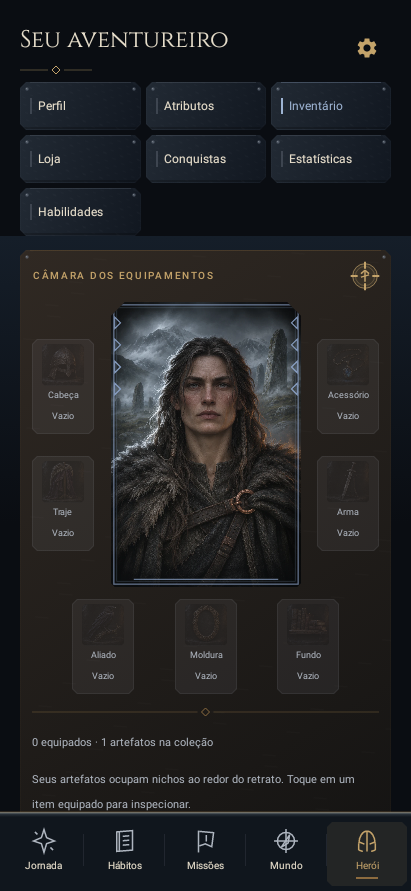 Seu aventureiro
Perfil
Atributos
Inventário
Loja
Conquistas
Estatísticas
Habilidades
CÂMARA DOS EQUIPAMENTOS
Cabeça
Vazio
Acessório
Vazio
Traje
Vazio
Arma
Vazio
Aliado
Vazio
Moldura
Vazio
Fundo
Vazio
0 equipados · 1 artefatos na coleção
Seus artefatos ocupam nichos ao redor do retrato. Toque em um
item equipado para inspecionar.
Jornada
Hábitos
Missões
Mundo
Herói